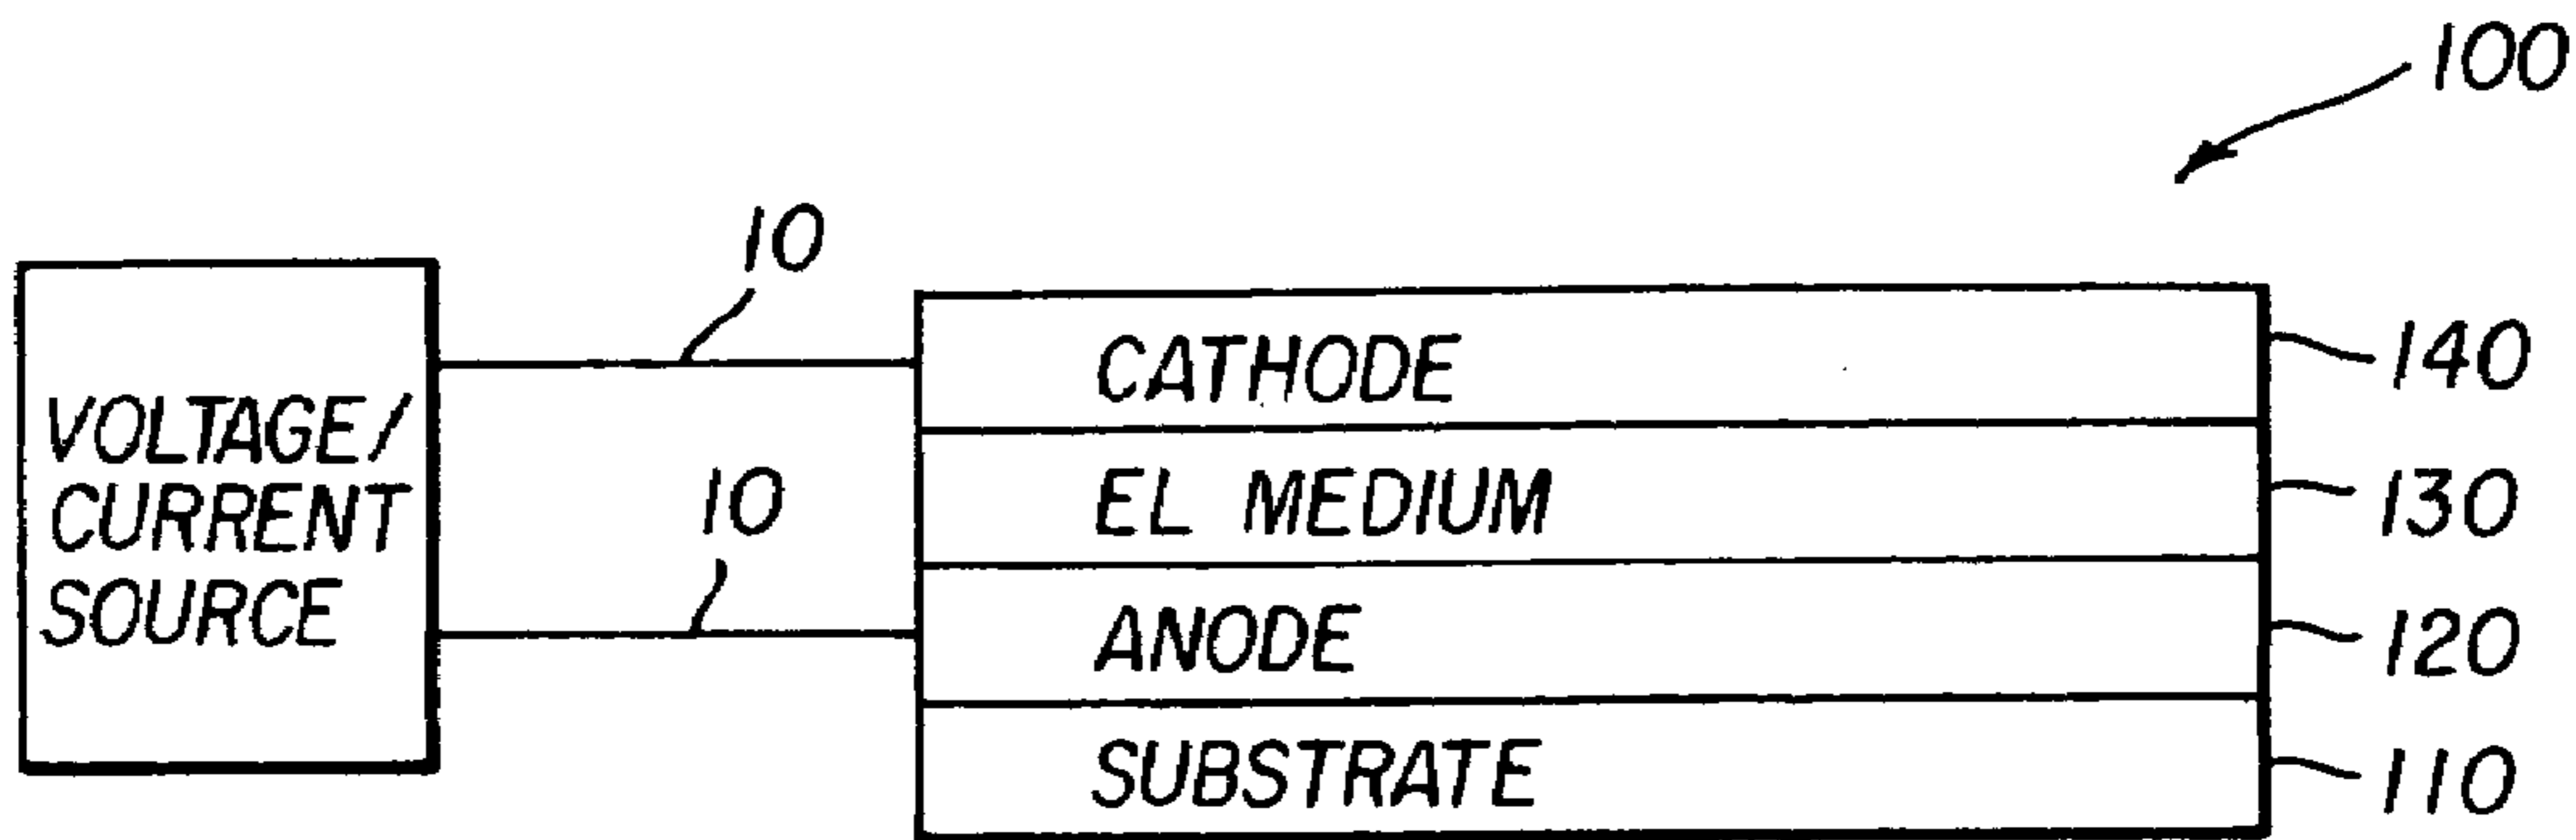 100
10
CATHODE
140
VOLTAGE/
CURRENT
SOURCE
EL MEDIUM
130
10
ANODE
120
SUBSTRATE
110